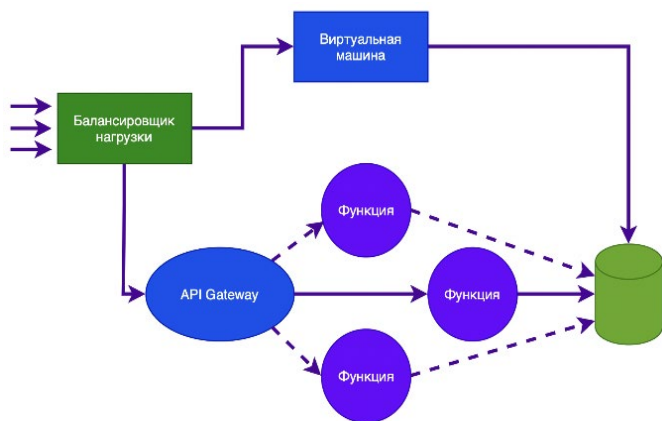 Виртуальная
машина
Балансировщик
нагрузки
Функция
API Gateway
Функция
Функция